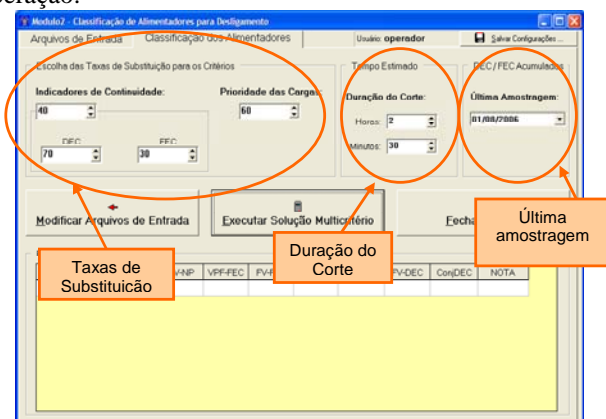 eração.
Modulo2 - Classificação de Alimentadores para Desligamento
Arquivos de Entrada Classificação dos Alimentadores Usuário: operador Salvar Configurações ...
Escolha das Taxas de Substituição para os Critérios Tempo Estimado DEC / FEC Acumulados
Indicadores de Continuidade: Prioridade das Cargas: Duração do Corte: Última Amostragem:
40 60 Horas: 2 01/08/2006
DEC FEC Minutos: 30
70 30
Modificar Arquivos de Entrada Executar Solução Multicritério Fecha
Última
amostragem
Duração do
Corte
Taxas de
Substituição
V-NP VPF-FEC FV-DEC ConjDEC NOTA